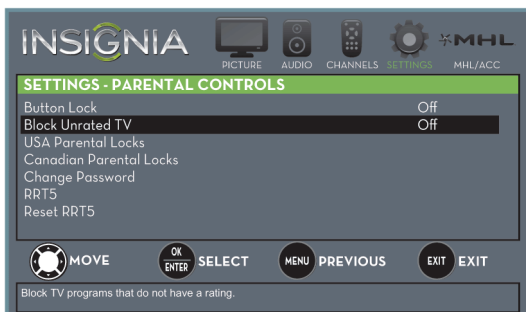 INSIGNIA
PICTURE AUDIO CHANNELS SETTINGS MHL/ACC
MHL
SETTINGS - PARENTAL CONTROLS
Button Lock Off
Block Unrated TV Off
USA Parental Locks
Canadian Parental Locks
Change Password
RRT5
Reset RRT5
MOVE OK ENTER SELECT MENU PREVIOUS EXIT EXIT
Block TV programs that do not have a rating.